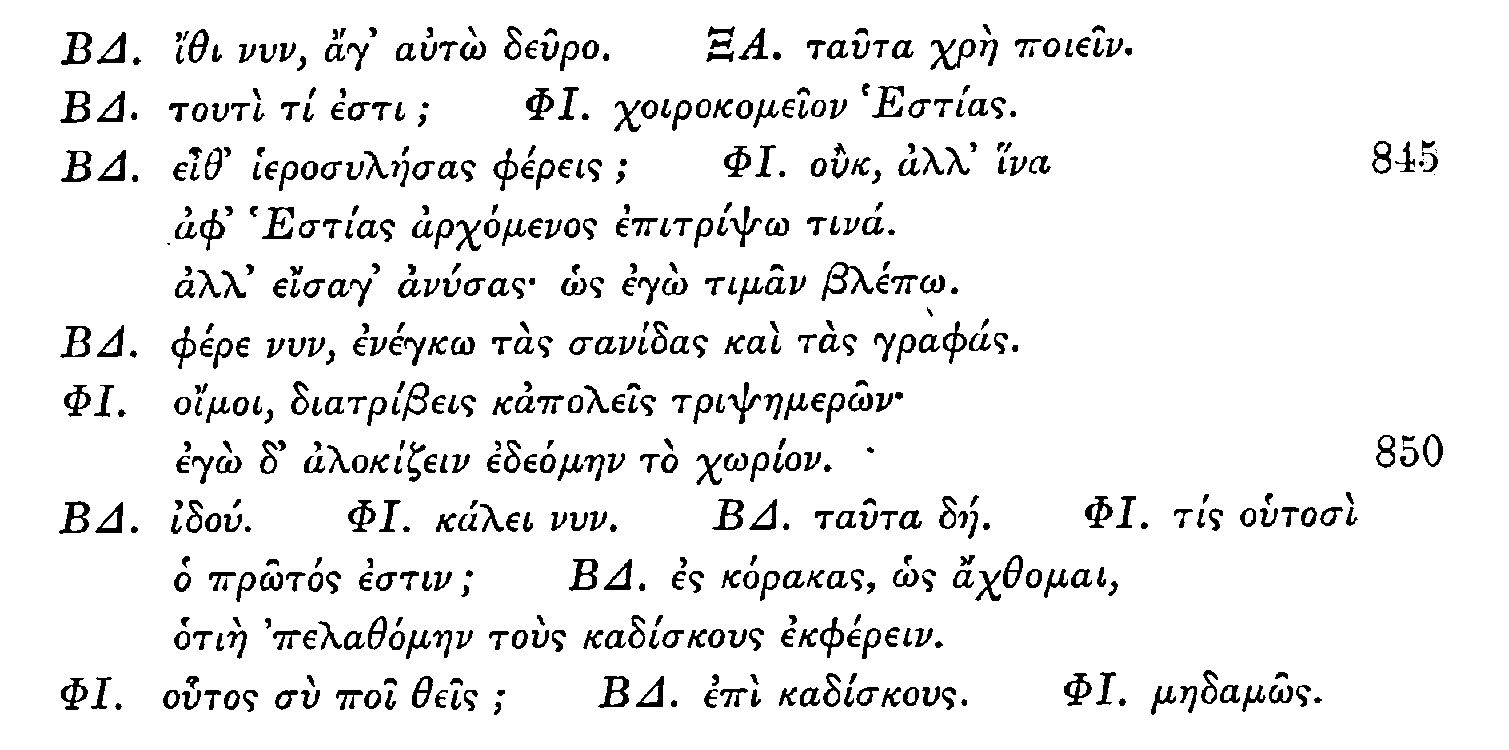 ΒΔ. ἴθι νυν, ἄγ’ αὐτὼ δεῦρο. ΞΑ. ταῦτα χρὴ ποιεῖν.
ΒΔ. τουτὶ τί ἐστι; ΦΙ. χοιροκομεῖον Ἑστίας.
ΒΔ. εἶθ’ ἱεροσυλήσας φέρεις; ΦΙ. οὔκ, ἀλλ’ ἵνα 845
ἀφ’ Ἑστίας ἀρχόμενος ἐπιτρίψω τινά.
ἀλλ’ εἴσαγ’ ἀνύσας· ὡς ἐγὼ τιμᾶν βλέπω.
ΒΔ. φέρε νυν, ἐνέγκω τὰς σανίδας καὶ τὰς γραφάς.
ΦΙ. οἴμοι, διατρίβεις κἀπολεῖς τριψημερῶν·
ἐγὼ δ’ ἀλοκίζειν ἐδεόμην τὸ χωρίον. 850
ΒΔ. ἰδού. ΦΙ. κάλει νυν. ΒΔ. ταῦτα δή. ΦΙ. τίς οὑτοσὶ
ὁ πρῶτός ἐστιν; ΒΔ. ἐς κόρακας, ὡς ἄχθομαι,
ὁτιὴ ’πελαθόμην τοὺς καδίσκους ἐκφέρειν.
ΦΙ. οὗτος σὺ ποῖ θεῖς; ΒΔ. ἐπὶ καδίσκους. ΦΙ. μηδαμῶς.